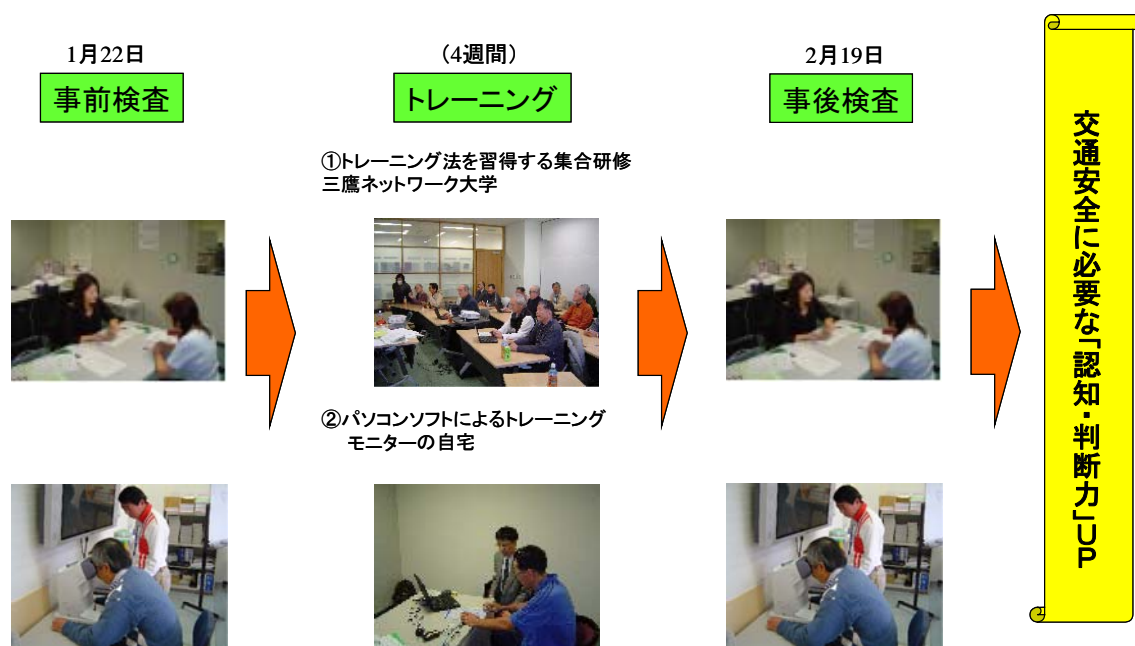 1月22日
事前検査
（4週間）
トレーニング
2月19日
事後検査
①トレーニング法を習得する集合研修
三鷹ネットワーク大学
②パソコンソフトによるトレーニング
モニターの自宅
交通安全に必要な「認知・判断力」UP